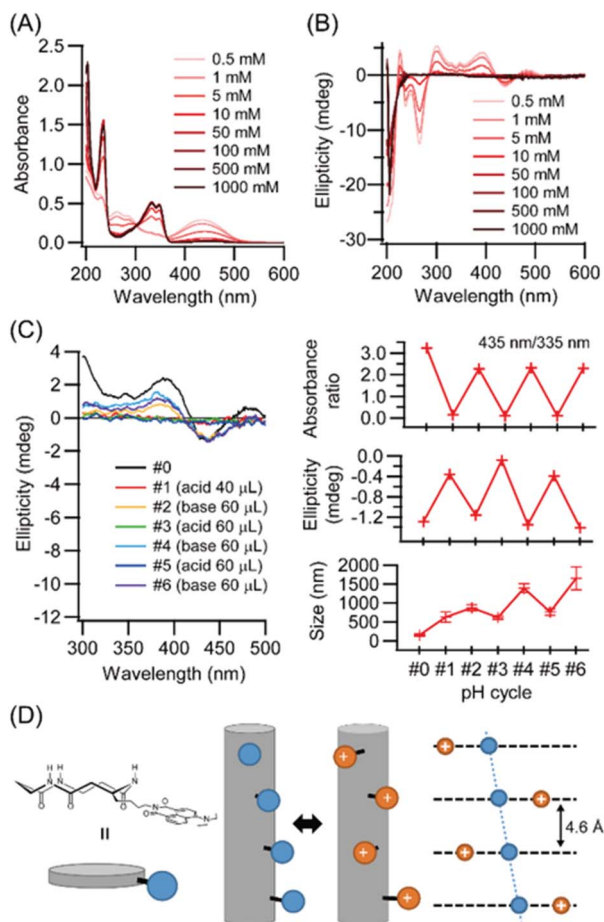 (A)
2.5
2.0
1.5
1.0
0.5
0.0
Absorbance
200 300 400 500 600
Wavelength (nm)
0.5 mM
1 mM
5 mM
10 mM
50 mM
100 mM
500 mM
1000 mM
(B)
0
-10
-20
-30
Ellipticity (mdeg)
200 300 400 500 600
Wavelength (nm)
0.5 mM
1 mM
5 mM
10 mM
50 mM
100 mM
500 mM
1000 mM
(C)
4
2
0
-2
-4
-6
-8
-10
-12
Ellipticity (mdeg)
300 350 400 450 500
Wavelength (nm)
#0
#1 (acid 40 μL)
#2 (base 60 μL)
#3 (acid 60 μL)
#4 (base 60 μL)
#5 (acid 60 μL)
#6 (base 60 μL)
435 nm/335 nm
Absorbance
ratio
3.0
2.0
1.0
0.0
Ellipticity
(mdeg)
-0.4
-0.8
-1.2
Size (nm)
2000
1500
1000
500
0
#0 #1 #2 #3 #4 #5 #6
pH cycle
(D)
H H H
N N N
O O O
O N O
N
II
+
+
+
+
+
+
+
+
4.6 Å